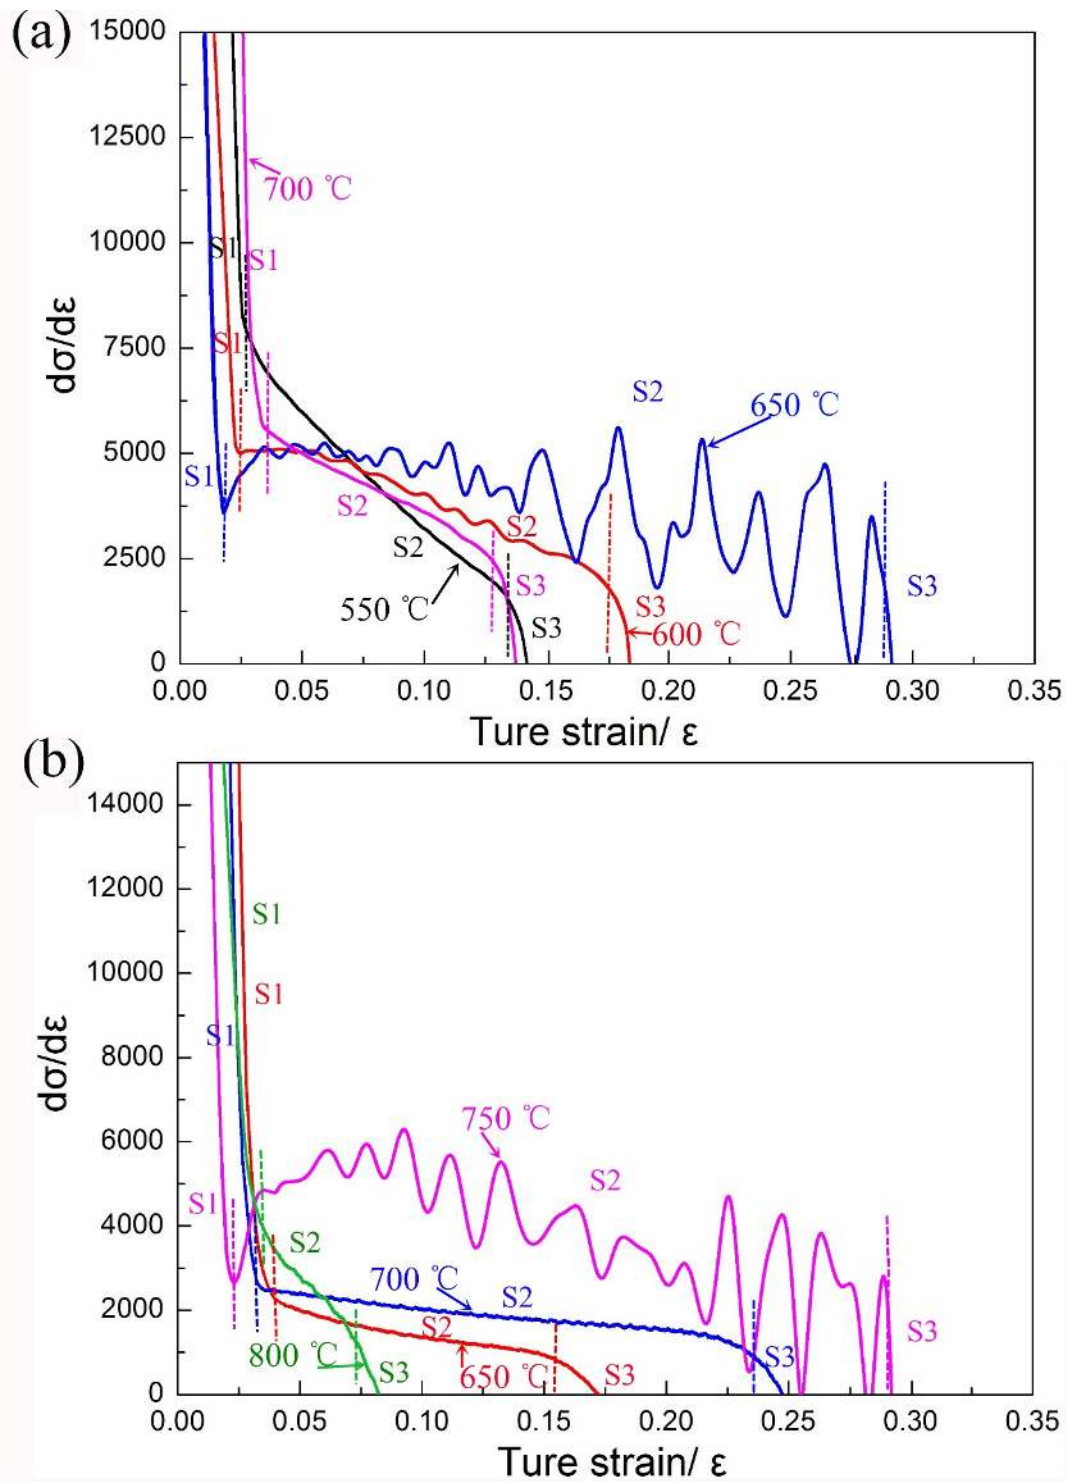 (a)
15000
12500
10000
7500
5000
2500
0
dσ/dε
700 ℃
S1
S1
S1
S1
S2
650 ℃
S2
S2
S2
550 ℃
S3
S3
S3
600 ℃
S3
0.00 0.05 0.10 0.15 0.20 0.25 0.30 0.35
Ture strain/ ε
(b)
14000
12000
10000
8000
6000
4000
2000
0
dσ/dε
S1
S1
S1
S1
750 ℃
S2
S2
700 ℃
S2
S2
800 ℃
650 ℃
S3
S3
S3
S3
0.00 0.05 0.10 0.15 0.20 0.25 0.30 0.35
Ture strain/ ε